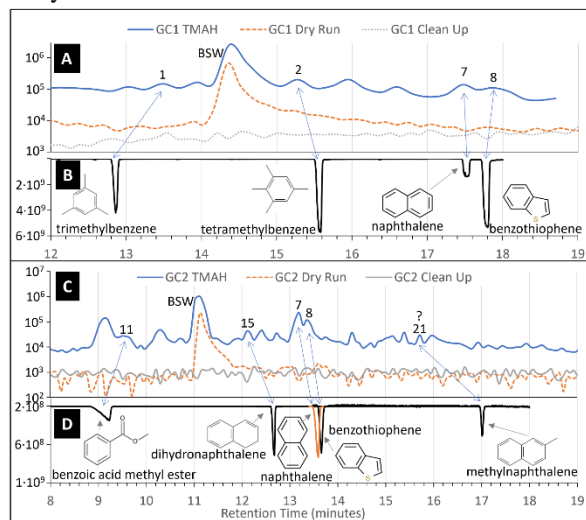 GC1 TMAH GC1 Dry Run GC1 Clean Up
A
BSW
1 2 7 8
10⁶
10⁵
10⁴
10³
12 13 14 15 16 17 18 19
B
2·10⁹
4·10⁹
6·10⁹
trimethylbenzene
tetramethylbenzene
naphthalene
S
benzothiophene
C
GC2 TMAH GC2 Dry Run GC2 Clean Up
BSW
11 15 7 8
?
21
10⁷
10⁶
10⁵
10⁴
10³
10²
D
2·10⁸
6·10⁸
1·10⁹
O
O
benzoic acid methyl ester
dihydronaphthalene
naphthalene
benzothiophene
S
methylnaphthalene
8 9 10 11 12 13 14 15 16 17 18 19
Retention Time (minutes)